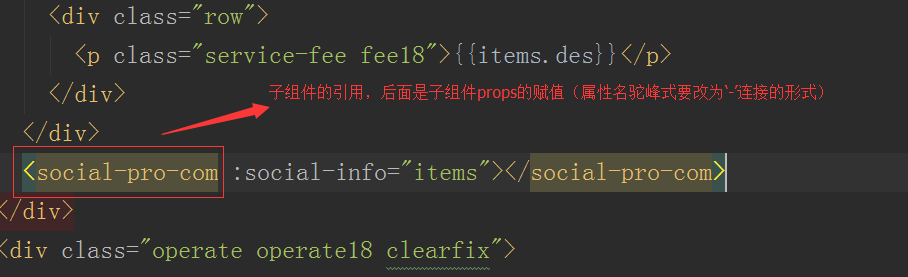 <div class="row">
<p class="service-fee fee18">{{items.des}}</p>
</div>
子组件的引用，后面是子组件props的赋值（属性名驼峰式要改为'-'连接的形式）
</div>
<social-pro-com :social-info="items"></social-pro-com>
</div>
<div class="operate operate18 clearfix">